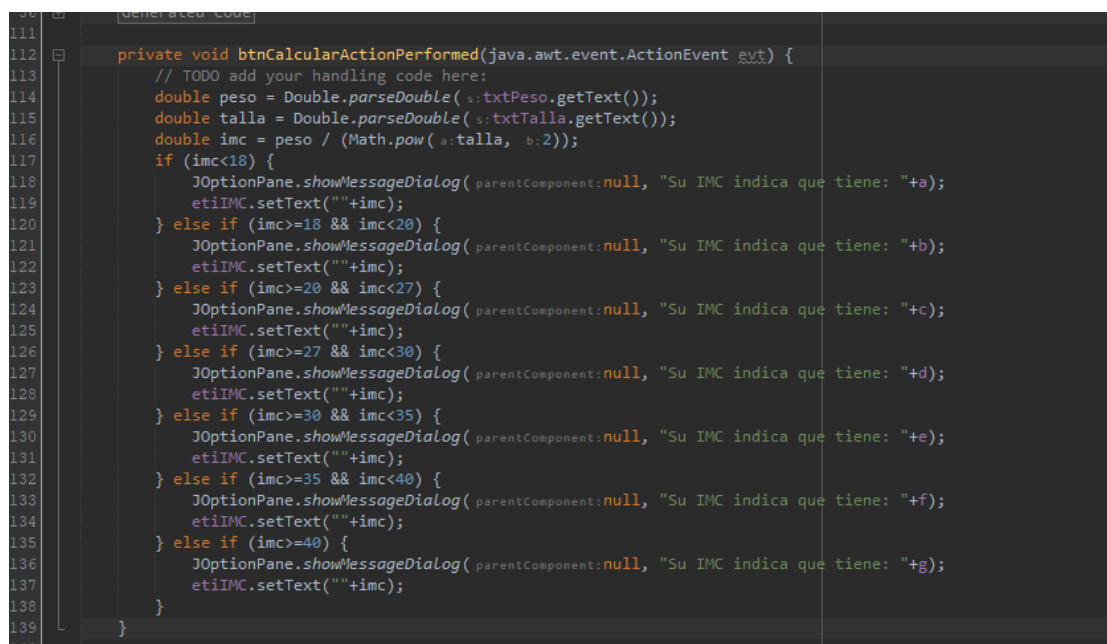 Generated Code
111
112 private void btnCalcularActionPerformed(java.awt.event.ActionEvent evt) {
113 // TODO add your handling code here:
114 double peso = Double.parseDouble( s:txtPeso.getText());
115 double talla = Double.parseDouble( s:txtTalla.getText());
116 double imc = peso / (Math.pow( a:talla, b:2));
117 if (imc<18) {
118 JOptionPane.showMessageDialog( parentComponent:null, "Su IMC indica que tiene: "+a);
119 etiIMC.setText(""+imc);
120 } else if (imc>=18 && imc<20) {
121 JOptionPane.showMessageDialog( parentComponent:null, "Su IMC indica que tiene: "+b);
122 etiIMC.setText(""+imc);
123 } else if (imc>=20 && imc<27) {
124 JOptionPane.showMessageDialog( parentComponent:null, "Su IMC indica que tiene: "+c);
125 etiIMC.setText(""+imc);
126 } else if (imc>=27 && imc<30) {
127 JOptionPane.showMessageDialog( parentComponent:null, "Su IMC indica que tiene: "+d);
128 etiIMC.setText(""+imc);
129 } else if (imc>=30 && imc<35) {
130 JOptionPane.showMessageDialog( parentComponent:null, "Su IMC indica que tiene: "+e);
131 etiIMC.setText(""+imc);
132 } else if (imc>=35 && imc<40) {
133 JOptionPane.showMessageDialog( parentComponent:null, "Su IMC indica que tiene: "+f);
134 etiIMC.setText(""+imc);
135 } else if (imc>=40) {
136 JOptionPane.showMessageDialog( parentComponent:null, "Su IMC indica que tiene: "+g);
137 etiIMC.setText(""+imc);
138 }
139 }